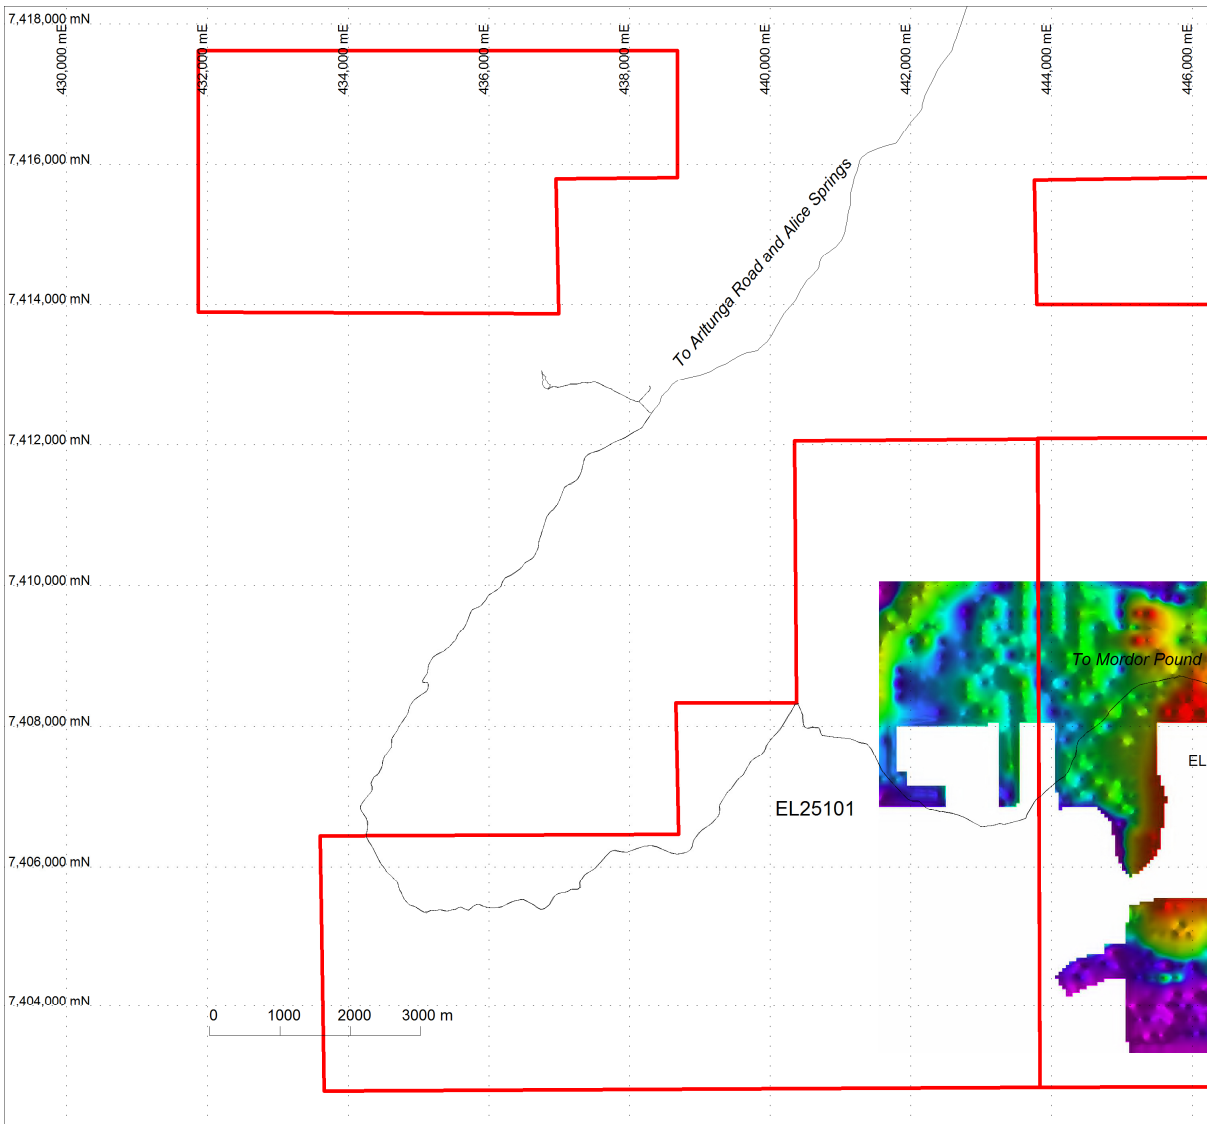 7,418,000 mN
430,000 mE
432,000 mE
434,000 mE
436,000 mE
438,000 mE
440,000 mE
442,000 mE
444,000 mE
446,000 mE
7,416,000 mN
To Arltunga Road and Alice Springs
7,414,000 mN
7,412,000 mN
7,410,000 mN
To Mordor Pound
7,408,000 mN
EL
EL25101
7,406,000 mN
7,404,000 mN
0 1000 2000 3000 m